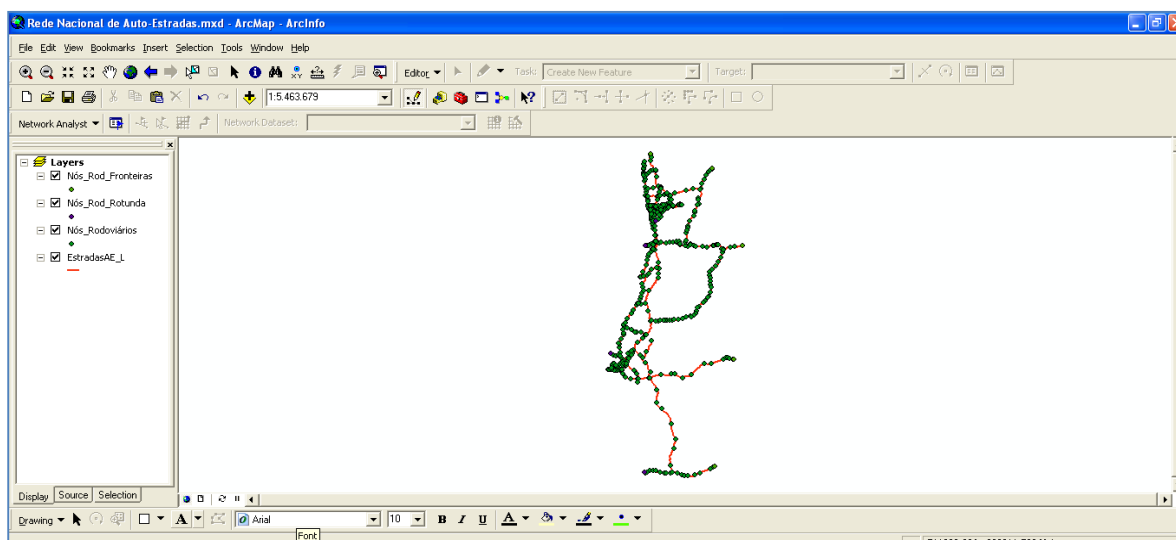 Rede Nacional de Auto-Estradas.mxd - ArcMap - ArcInfo
File Edit View Bookmarks Insert Selection Tools Window Help
Editor Task: Create New Feature Target:
1:5.463.679
Network Analyst Network Dataset:
Layers
Nós_Rod_Fronteiras
Nós_Rod_Rotunda
Nós_Rodoviários
EstradasAE_L
Display Source Selection
Drawing A Arial 10 B I U A
Font